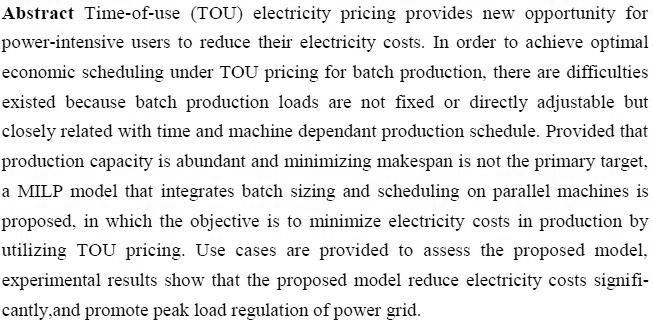 Abstract Time-of-use (TOU) electricity pricing provides new opportunity for
power-intensive users to reduce their electricity costs. In order to achieve optimal
economic scheduling under TOU pricing for batch production, there are difficulties
existed because batch production loads are not fixed or directly adjustable but
closely related with time and machine dependant production schedule. Provided that
production capacity is abundant and minimizing makespan is not the primary target,
a MILP model that integrates batch sizing and scheduling on parallel machines is
proposed, in which the objective is to minimize electricity costs in production by
utilizing TOU pricing. Use cases are provided to assess the proposed model,
experimental results show that the proposed model reduce electricity costs signifi-
cantly,and promote peak load regulation of power grid.